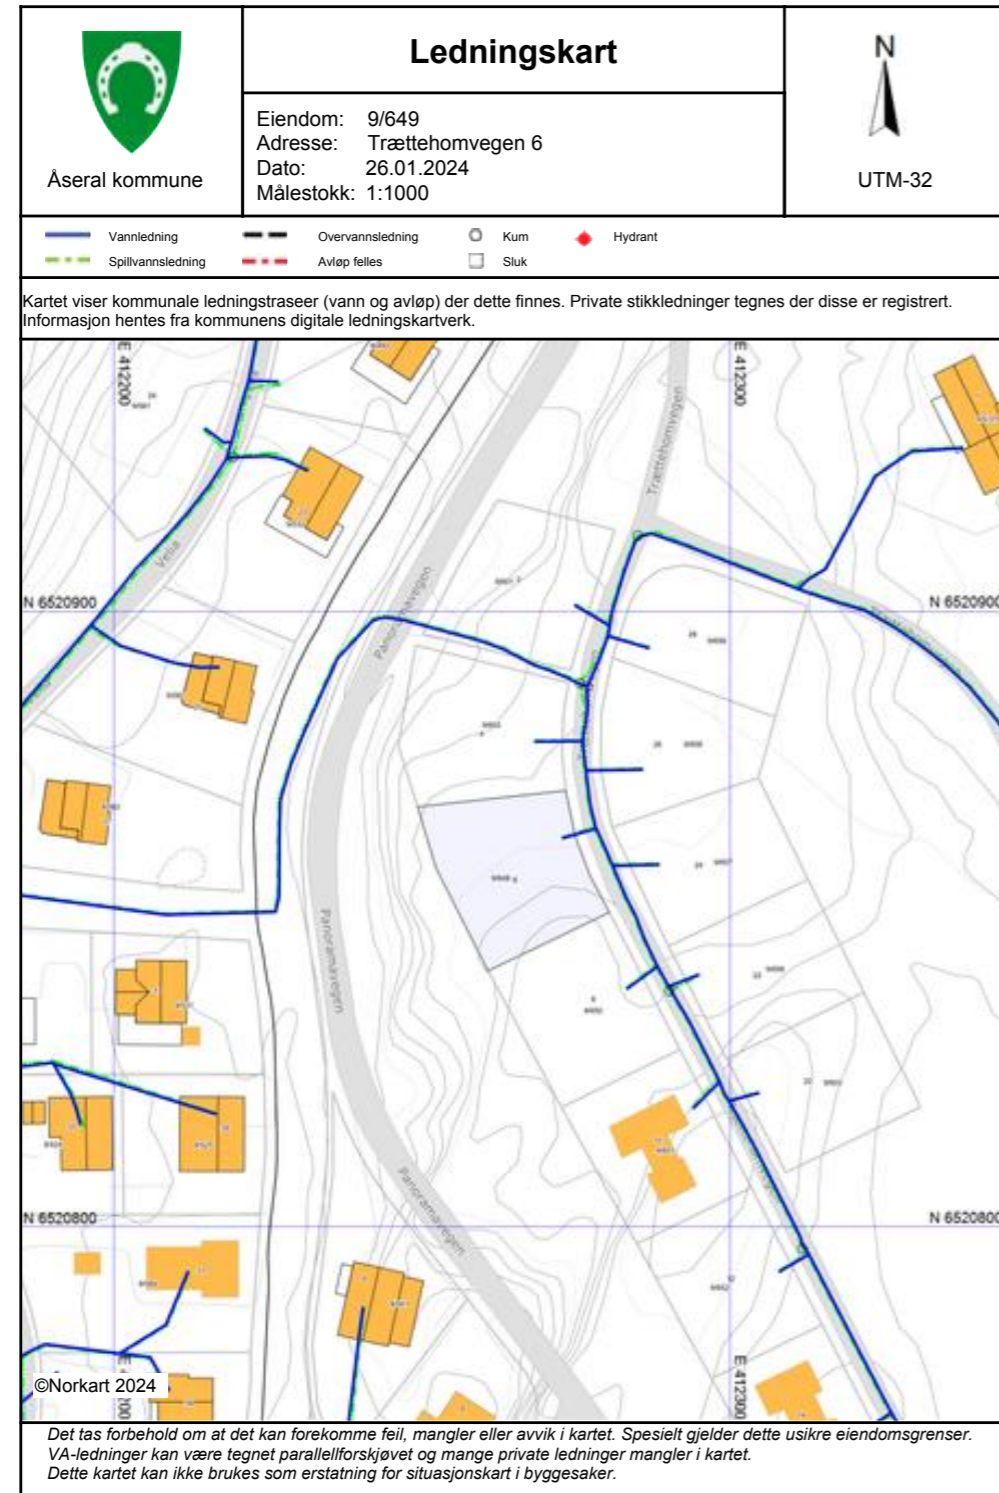 Ledningskart
Åseral kommune
Eiendom: 9/649
Adresse: Trættehomvegen 6
Dato: 26.01.2024
Målestokk: 1:1000
N
UTM-32
Vannledning
Overvannsledning
Kum
Hydrant
Spillvannsledning
Avløp felles
Sluk
Kartet viser kommunale ledningstraseer (vann og avløp) der dette finnes. Private stikkledninger tegnes der disse er registrert.
Informasjon hentes fra kommunens digitale ledningskartverk.
E 412200
E 412300
Trættehomvegen
Velia
Panoramavegen
N 6520900
N 6520900
Panoramavegen
Panoramavegen
N 6520800
N 6520800
E 412300
©Norkart 2024
Det tas forbehold om at det kan forekomme feil, mangler eller avvik i kartet. Spesielt gjelder dette usikre eiendomsgrenser.
VA-ledninger kan være tegnet parallellforskjøvet og mange private ledninger mangler i kartet.
Dette kartet kan ikke brukes som erstatning for situasjonskart i byggesaker.